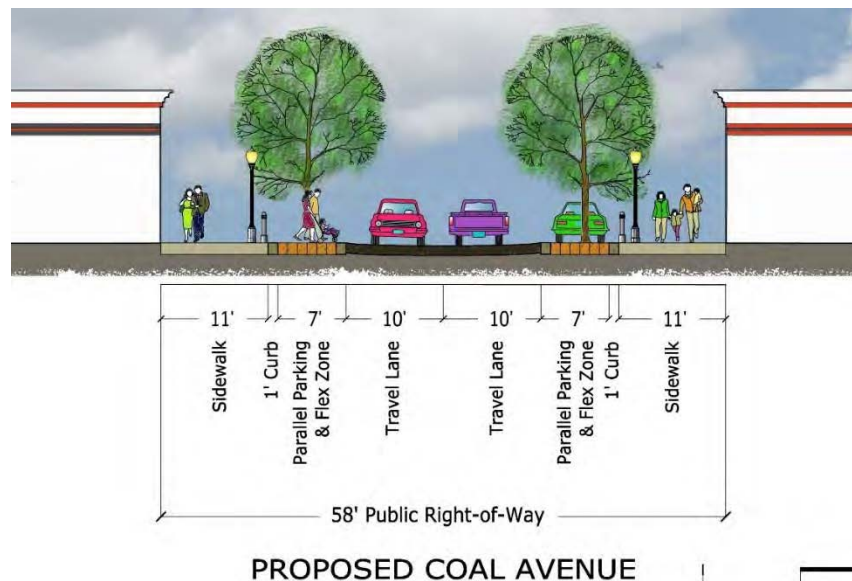 11' 7' 10' 10' 7' 11'
Sidewalk
1' Curb
Parallel Parking
& Flex Zone
Travel Lane
Travel Lane
Parallel Parking
& Flex Zone
1' Curb
Sidewalk
58' Public Right-of-Way
PROPOSED COAL AVENUE